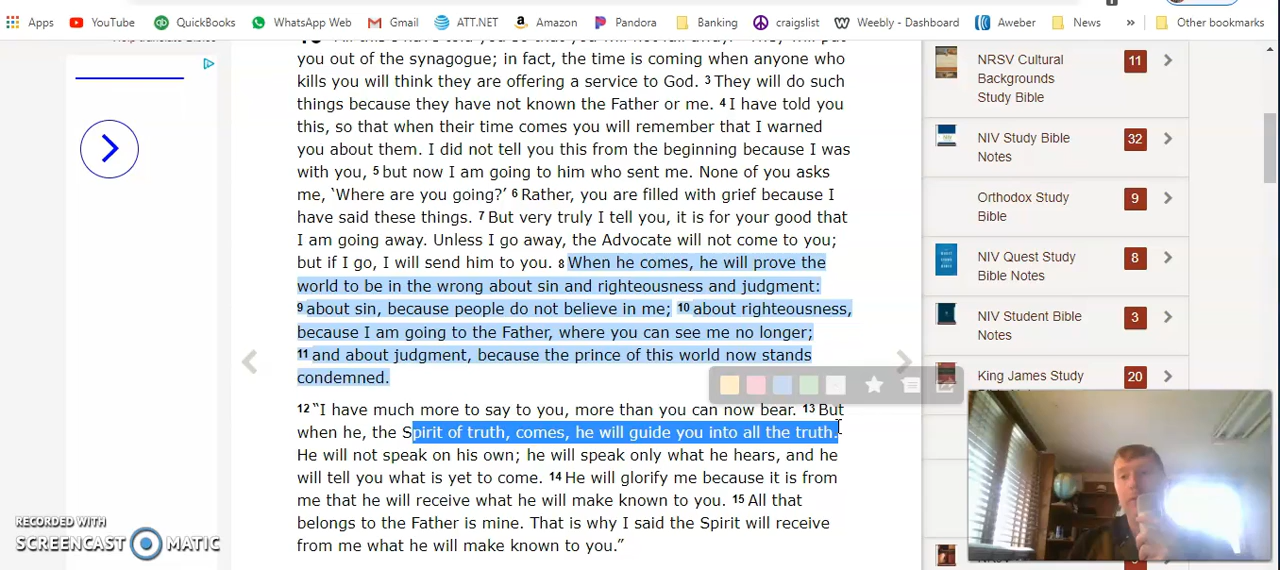 Apps YouTube QuickBooks WhatsApp Web Gmail ATT.NET Amazon Pandora Banking craigslist Weebly - Dashboard Aweber News » Other bookmarks
you out of the synagogue; in fact, the time is coming when anyone who
kills you will think they are offering a service to God. 3 They will do such
things because they have not known the Father or me. 4 I have told you
this, so that when their time comes you will remember that I warned
you about them. I did not tell you this from the beginning because I was
with you, 5 but now I am going to him who sent me. None of you asks
me, ‘Where are you going?’ 6 Rather, you are filled with grief because I
have said these things. 7 But very truly I tell you, it is for your good that
I am going away. Unless I go away, the Advocate will not come to you;
but if I go, I will send him to you. 8 When he comes, he will prove the
world to be in the wrong about sin and righteousness and judgment:
9 about sin, because people do not believe in me; 10 about righteousness,
because I am going to the Father, where you can see me no longer;
11 and about judgment, because the prince of this world now stands
condemned.
12 “I have much more to say to you, more than you can now bear. 13 But
when he, the Spirit of truth, comes, he will guide you into all the truth.
He will not speak on his own; he will speak only what he hears, and he
will tell you what is yet to come. 14 He will glorify me because it is from
me that he will receive what he will make known to you. 15 All that
belongs to the Father is mine. That is why I said the Spirit will receive
from me what he will make known to you.”
NRSV Cultural 11
Backgrounds
Study Bible
NIV Study Bible 32
Notes
Orthodox Study 9
Bible
NIV Quest Study 8
Bible Notes
NIV Student Bible 3
Notes
King James Study 20
RECORDED WITH
SCREENCAST MATIC